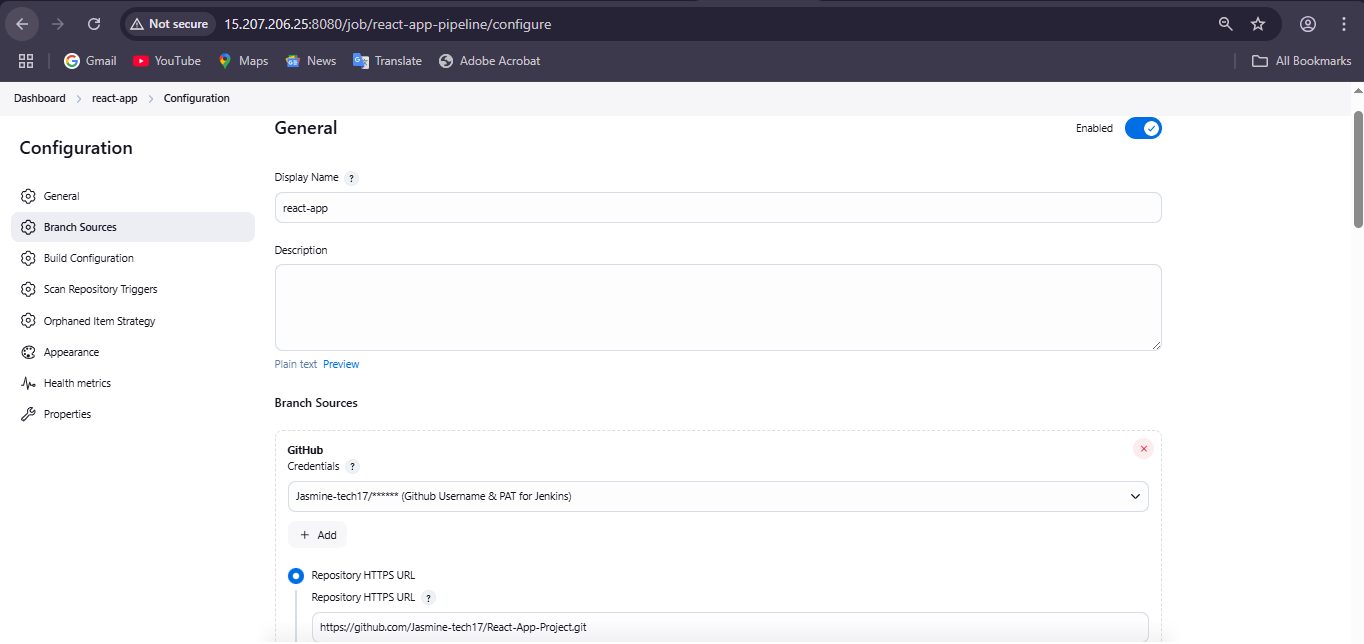 Not secure 15.207.206.25:8080/job/react-app-pipeline/configure
Gmail YouTube Maps News Translate Adobe Acrobat All Bookmarks
Dashboard > react-app > Configuration
Configuration
General
Branch Sources
Build Configuration
Scan Repository Triggers
Orphaned Item Strategy
Appearance
Health metrics
Properties
General
Enabled
Display Name ?
react-app
Description
Plain text Preview
Branch Sources
GitHub
Credentials ?
Jasmine-tech17/****** (Github Username & PAT for Jenkins)
+ Add
Repository HTTPS URL
Repository HTTPS URL ?
https://github.com/Jasmine-tech17/React-App-Project.git